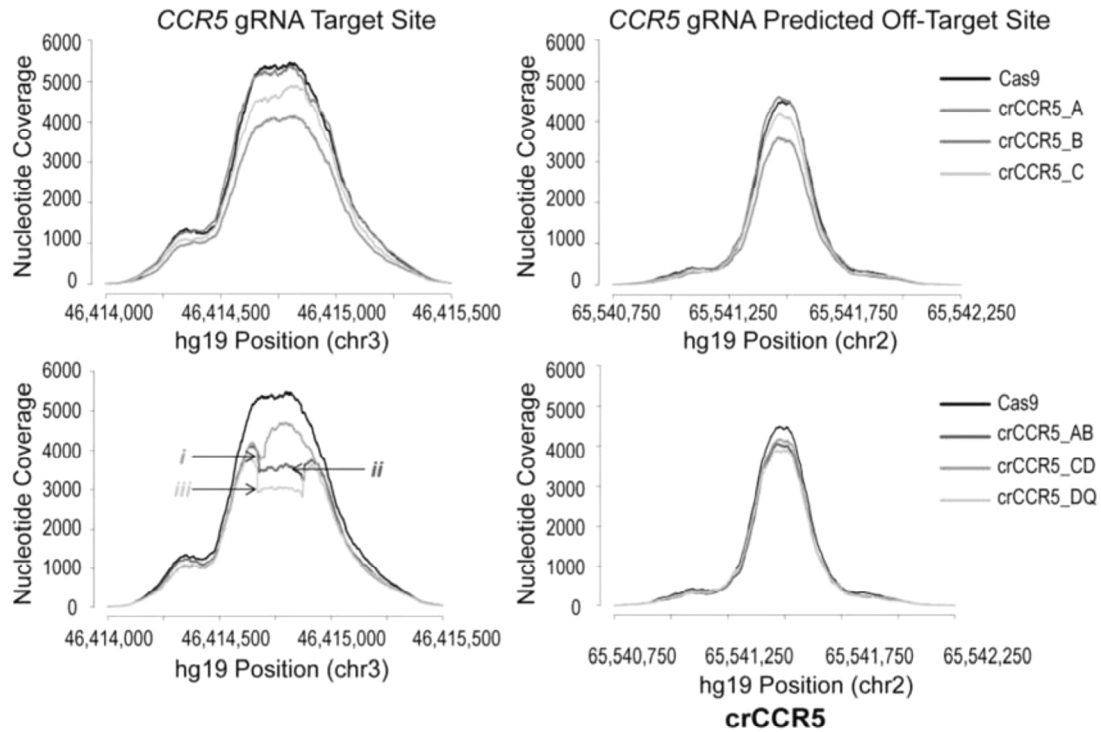 CCR5 gRNA Target Site
CCR5 gRNA Predicted Off-Target Site
Nucleotide Coverage
6000
5000
4000
3000
2000
1000
0
46,414,000 46,414,500 46,415,000 46,415,500
hg19 Position (chr3)
Nucleotide Coverage
6000
5000
4000
3000
2000
1000
0
65,540,750 65,541,250 65,541,750 65,542,250
hg19 Position (chr2)
Cas9
crCCR5_A
crCCR5_B
crCCR5_C
Nucleotide Coverage
6000
5000
4000
3000
2000
1000
0
i
ii
iii
46,414,000 46,414,500 46,415,000 46,415,500
hg19 Position (chr3)
Nucleotide Coverage
6000
5000
4000
3000
2000
1000
0
65,540,750 65,541,250 65,541,750 65,542,250
hg19 Position (chr2)
Cas9
crCCR5_AB
crCCR5_CD
crCCR5_DQ
crCCR5